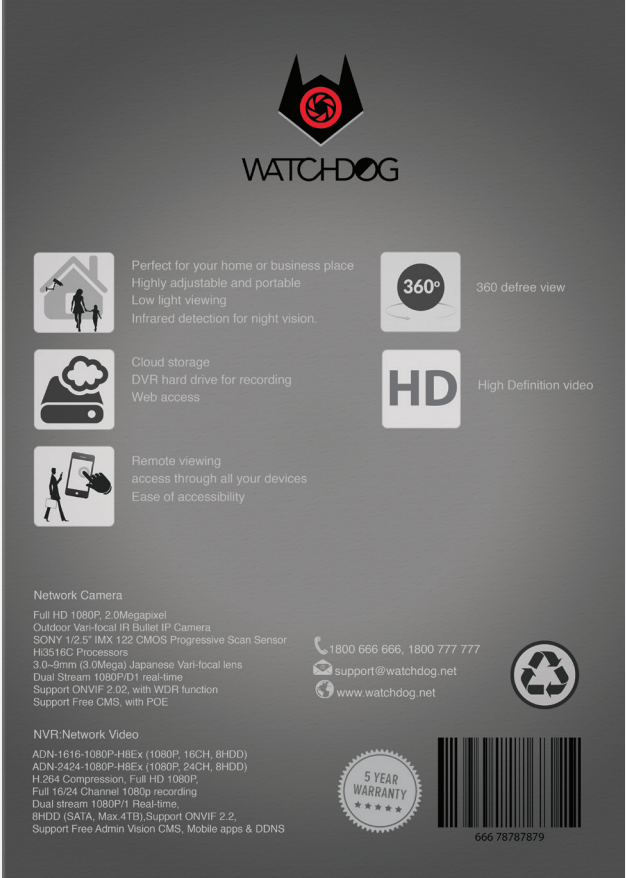 WATCHDOG
Perfect for your home or business place
Highly adjustable and portable
Low light viewing
Infrared detection for night vision.
360º
360 defree view
Cloud storage
DVR hard drive for recording
Web access
HD
High Definition video
Remote viewing
access through all your devices
Ease of accessibility
Network Camera
Full HD 1080P, 2.0Megapixel
Outdoor Vari-focal IR Bullet IP Camera
SONY 1/2.5" IMX 122 CMOS Progressive Scan Sensor
Hi3516C Processors
3.0~9mm (3.0Mega) Japanese Vari-focal lens
Dual Stream 1080P/D1 real-time
Support ONVIF 2.02, with WDR function
Support Free CMS, with POE
1800 666 666, 1800 777 777
support@watchdog.net
www.watchdog.net
NVR:Network Video
ADN-1616-1080P-H8Ex (1080P, 16CH, 8HDD)
ADN-2424-1080P-H8Ex (1080P, 24CH, 8HDD)
H.264 Compression, Full HD 1080P,
Full 16/24 Channel 1080p recording
Dual stream 1080P/1 Real-time,
8HDD (SATA, Max.4TB),Support ONVIF 2.2,
Support Free Admin Vision CMS, Mobile apps & DDNS
5 YEAR
WARRANTY
666 78787879